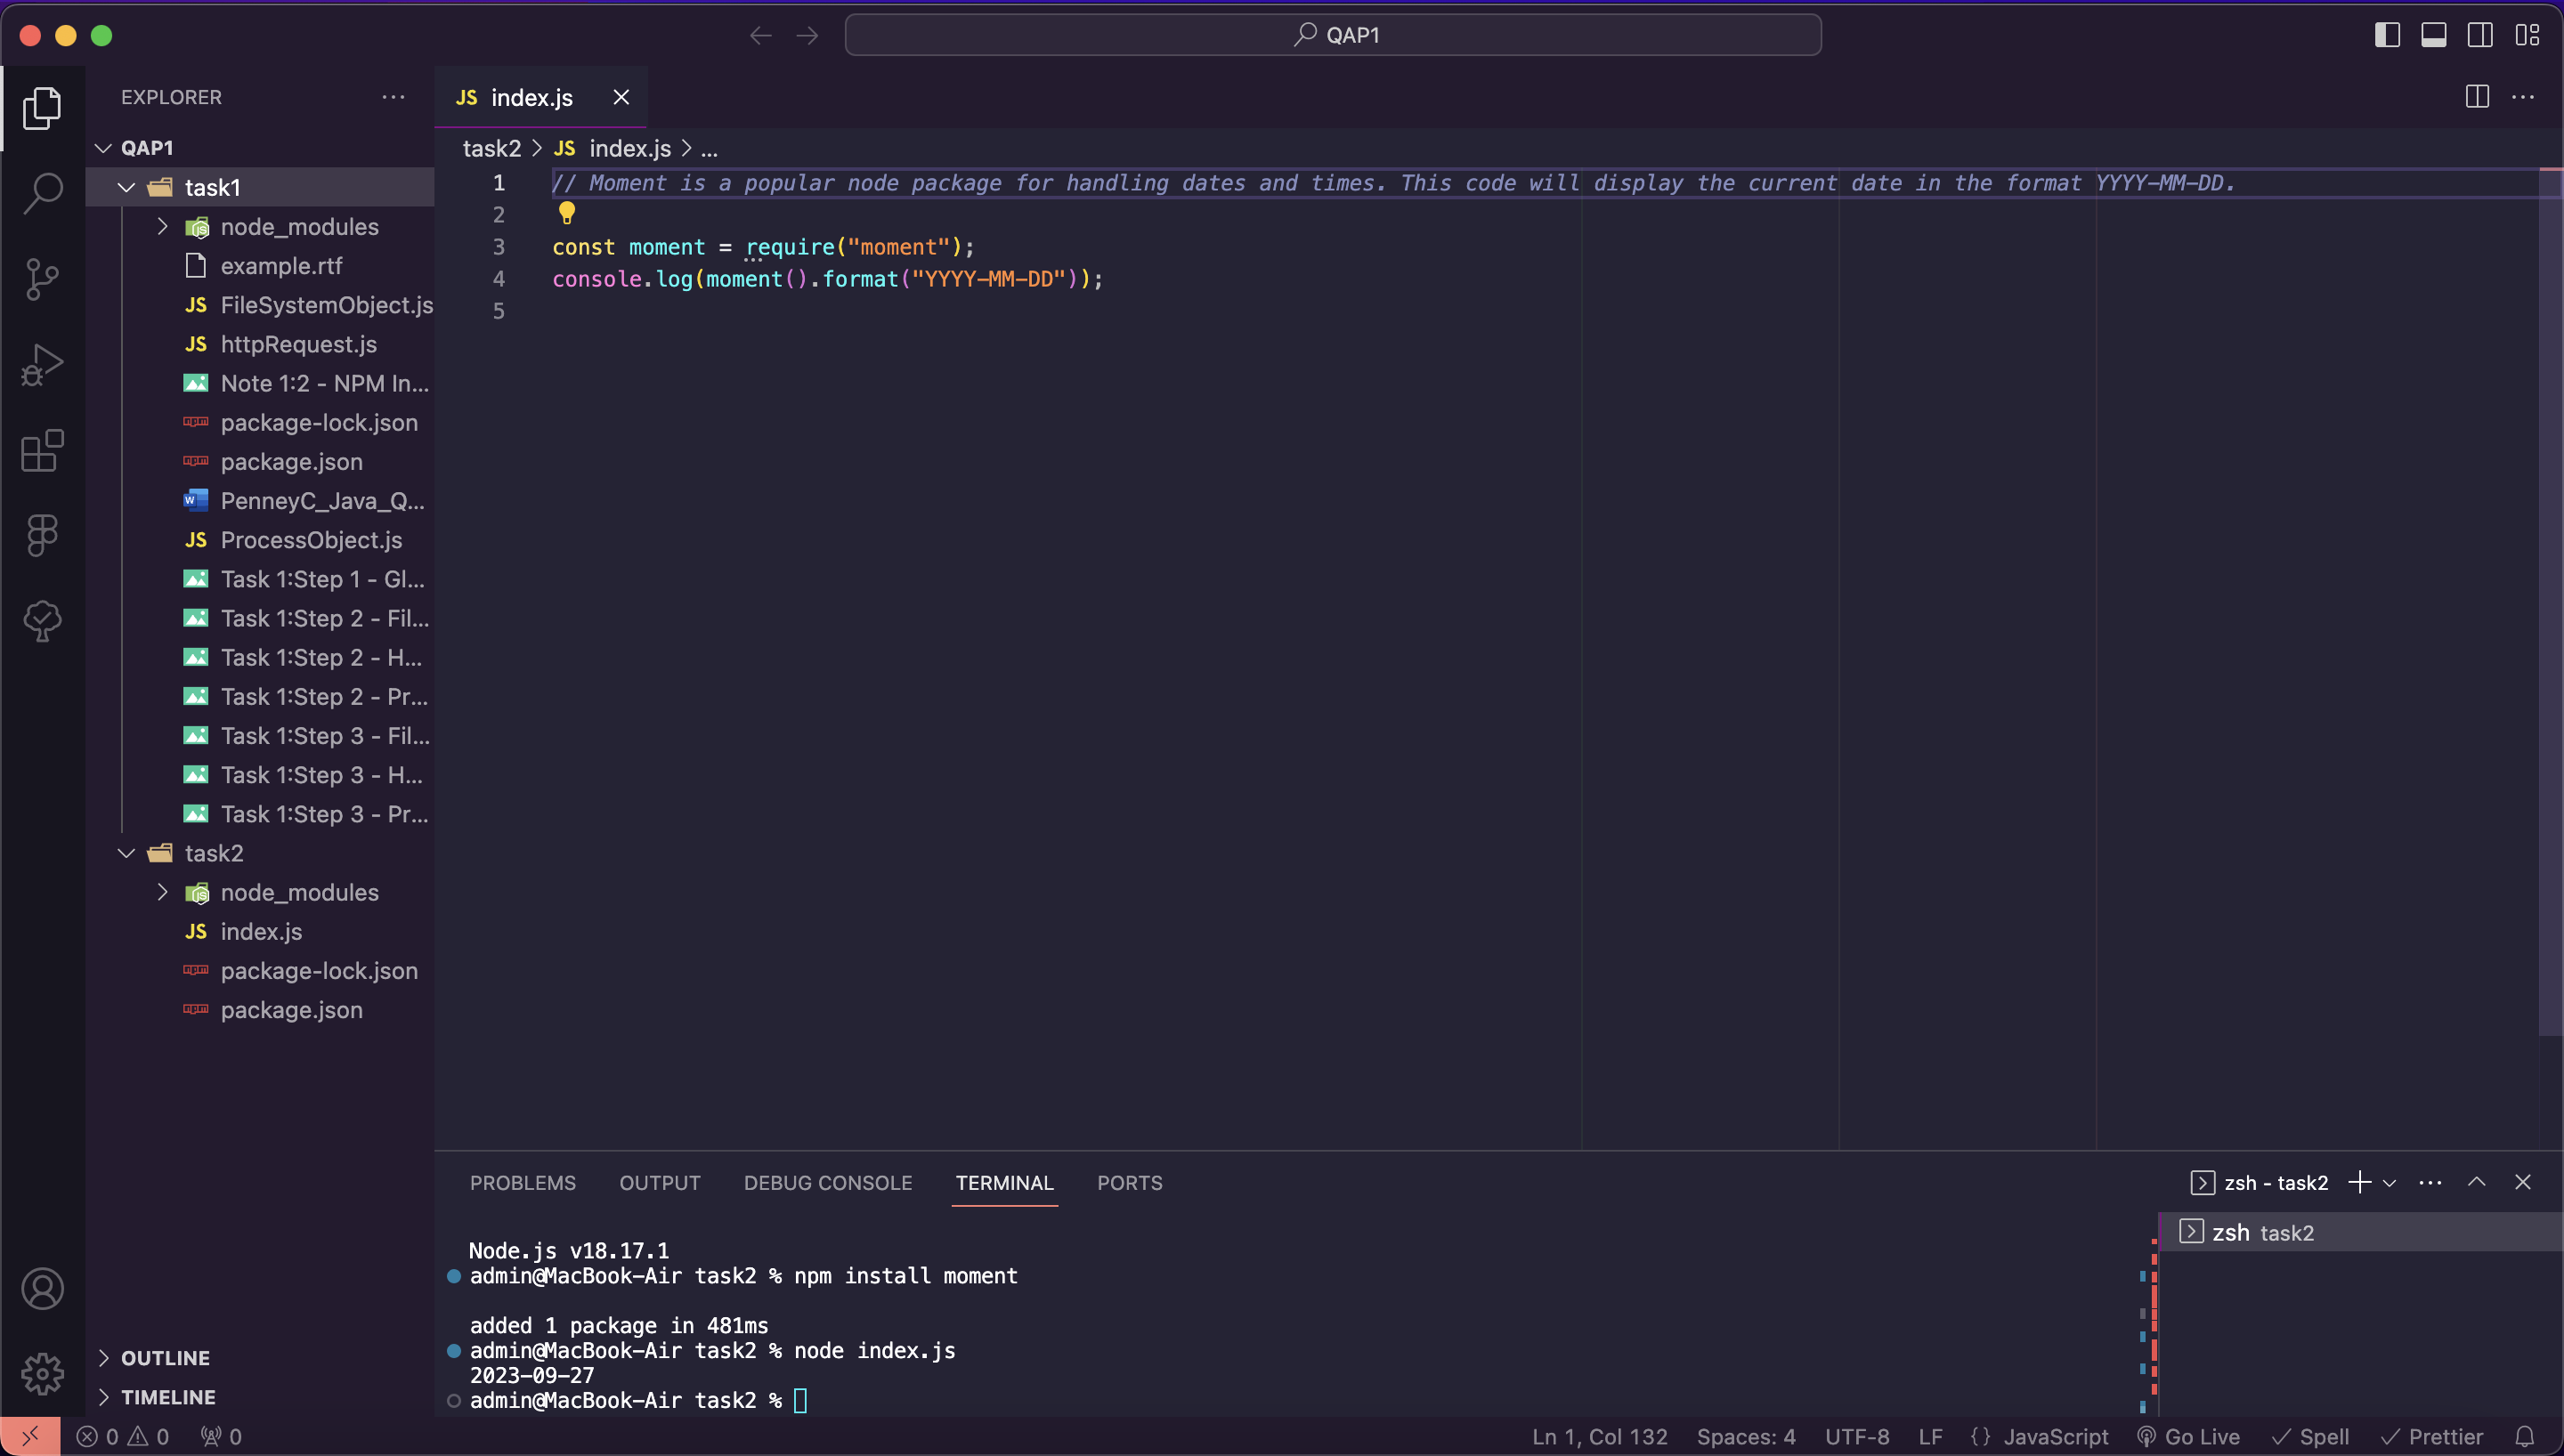 QAP1
EXPLORER
JS index.js
QAP1
task2 > JS index.js > ...
task1
node_modules
example.rtf
JS FileSystemObject.js
JS httpRequest.js
Note 1:2 - NPM In...
package-lock.json
package.json
PenneyC_Java_Q...
JS ProcessObject.js
Task 1:Step 1 - Gl...
Task 1:Step 2 - Fil...
Task 1:Step 2 - H...
Task 1:Step 2 - Pr...
Task 1:Step 3 - Fil...
Task 1:Step 3 - H...
Task 1:Step 3 - Pr...
task2
node_modules
JS index.js
package-lock.json
package.json
OUTLINE
TIMELINE
1 // Moment is a popular node package for handling dates and times. This code will display the current date in the format YYYY-MM-DD.
2
3 const moment = require("moment");
4 console.log(moment().format("YYYY-MM-DD"));
5
PROBLEMS OUTPUT DEBUG CONSOLE TERMINAL PORTS
zsh - task2
zsh task2
Node.js v18.17.1
admin@MacBook-Air task2 % npm install moment
added 1 package in 481ms
admin@MacBook-Air task2 % node index.js
2023-09-27
admin@MacBook-Air task2 %
0 0 0
Ln 1, Col 132 Spaces: 4 UTF-8 LF {} JavaScript Go Live Spell Prettier